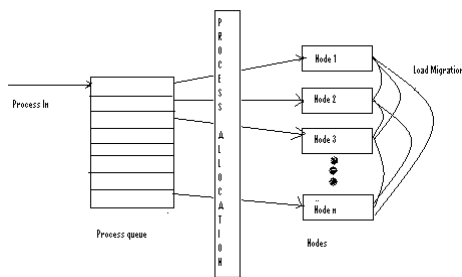 Process In
Process queue
PROCESS ALLOCATION
Node 1
Node 2
Node 3
Node n
Nodes
Load Migration